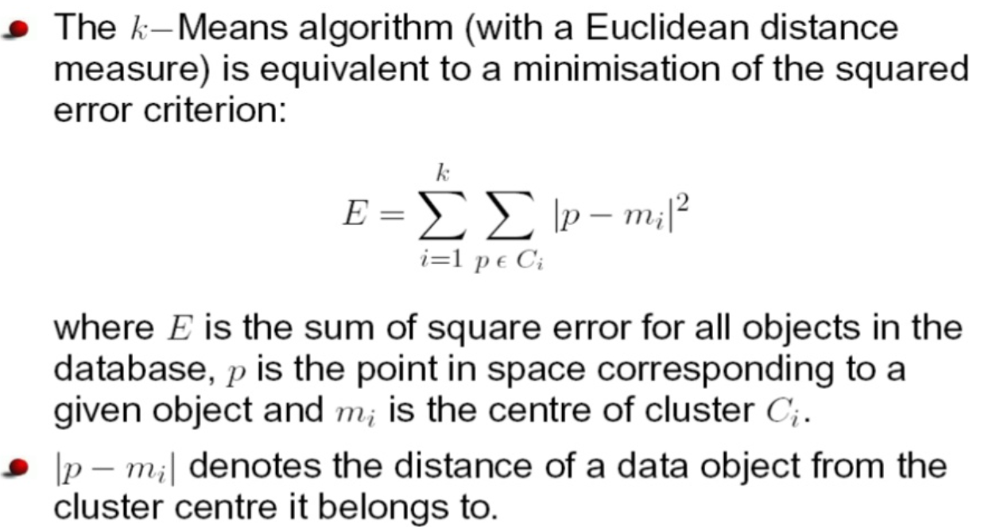 The k−Means algorithm (with a Euclidean distance
measure) is equivalent to a minimisation of the squared
error criterion:
E = \sum_{i=1}^{k} \sum_{p ϵ C_i} |p − m_i|^2
where E is the sum of square error for all objects in the
database, p is the point in space corresponding to a
given object and m_i is the centre of cluster C_i.
|p − m_i| denotes the distance of a data object from the
cluster centre it belongs to.